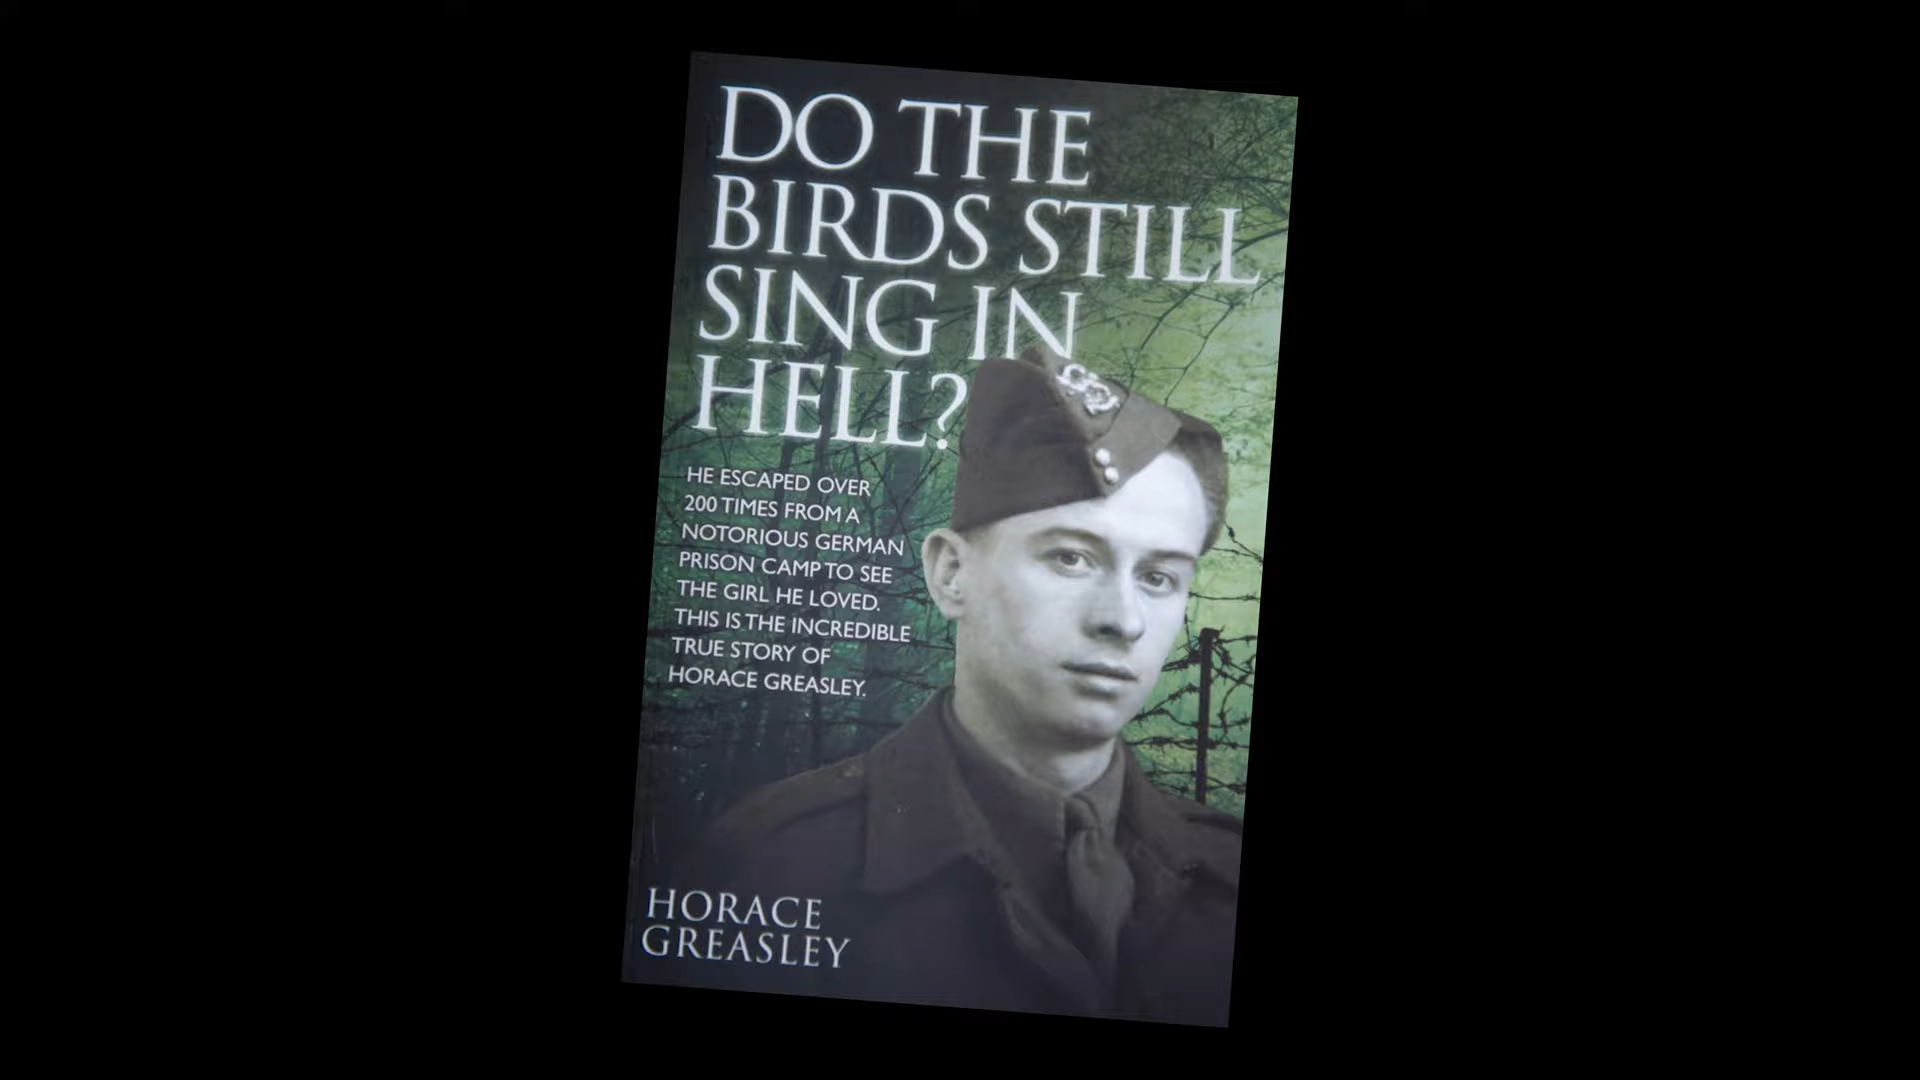 DO THE
BIRDS STILL
SING IN
HELL?
HE ESCAPED OVER
200 TIMES FROM A
NOTORIOUS GERMAN
PRISON CAMP TO SEE
THE GIRL HE LOVED.
THIS IS THE INCREDIBLE
TRUE STORY OF
HORACE GREASLEY.
HORACE
GREASLEY